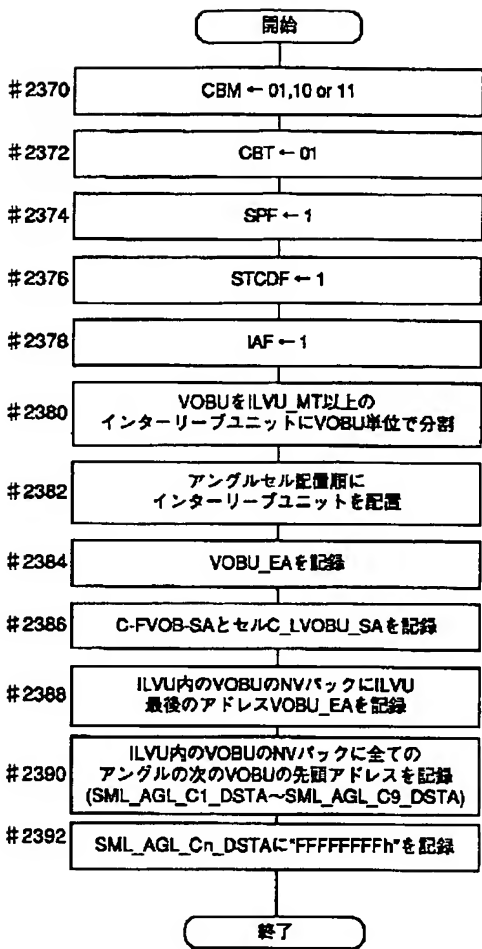 開始
#2370
CBM ← 01,10 or 11
#2372
CBT ← 01
#2374
SPF ← 1
#2376
STCDF ← 1
#2378
IAF ← 1
#2380
VOBUをILVU_MT以上の
インターリーブユニットにVOBU単位で分割
#2382
アングルセル配置順に
インターリーブユニットを配置
#2384
VOBU_EAを記録
#2386
C-FVOB-SAとセルC_LVOBU_SAを記録
#2388
ILVU内のVOBUのNVパックにILVU
最後のアドレスVOBU_EAを記録
#2390
ILVU内のVOBUのNVパックに全ての
アングルの次のVOBUの先頭アドレスを記録
(SML_AGL_C1_DSTA～SML_AGL_C9_DSTA)
#2392
SML_AGL_Cn_DSTAに"FFFFFFFFh"を記録
終了